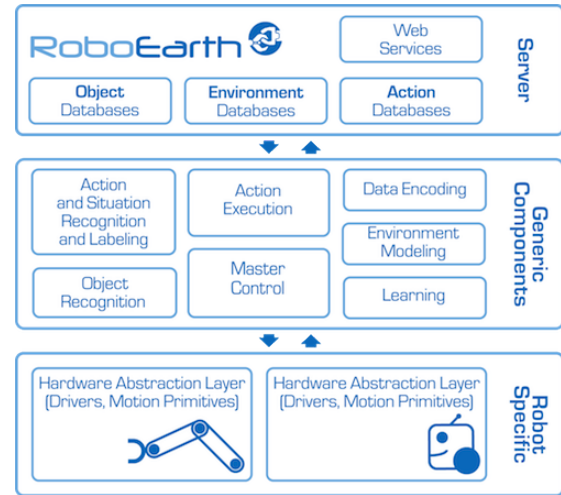 RoboEarth
Web
Services
Object
Databases
Environment
Databases
Action
Databases
Server
Action
and Situation
Recognition
and Labeling
Action
Execution
Data Encoding
Environment
Modeling
Object
Recognition
Master
Control
Learning
Generic
Components
Hardware Abstraction Layer
(Drivers, Motion Primitives)
Hardware Abstraction Layer
(Drivers, Motion Primitives)
Robot
Specific